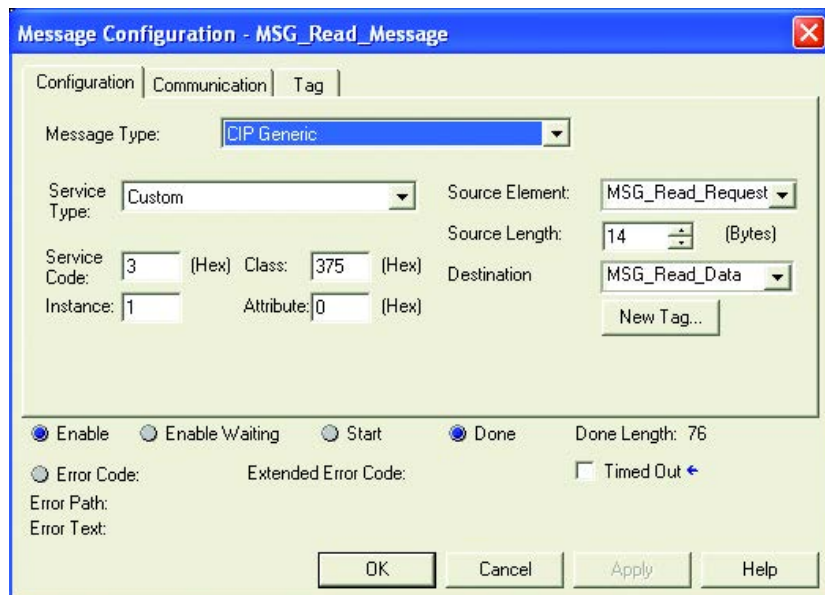 Message Configuration - MSG_Read_Message
Configuration Communication Tag
Message Type: CIP Generic
Service Type: Custom
Source Element: MSG_Read_Request
Source Length: 14 (Bytes)
Service Code: 3 (Hex) Class: 375 (Hex)
Destination MSG_Read_Data
Instance: 1 Attribute: 0 (Hex)
New Tag...
Enable Enable Waiting Start Done Done Length: 76
Error Code: Extended Error Code: Timed Out
Error Path:
Error Text:
OK Cancel Apply Help